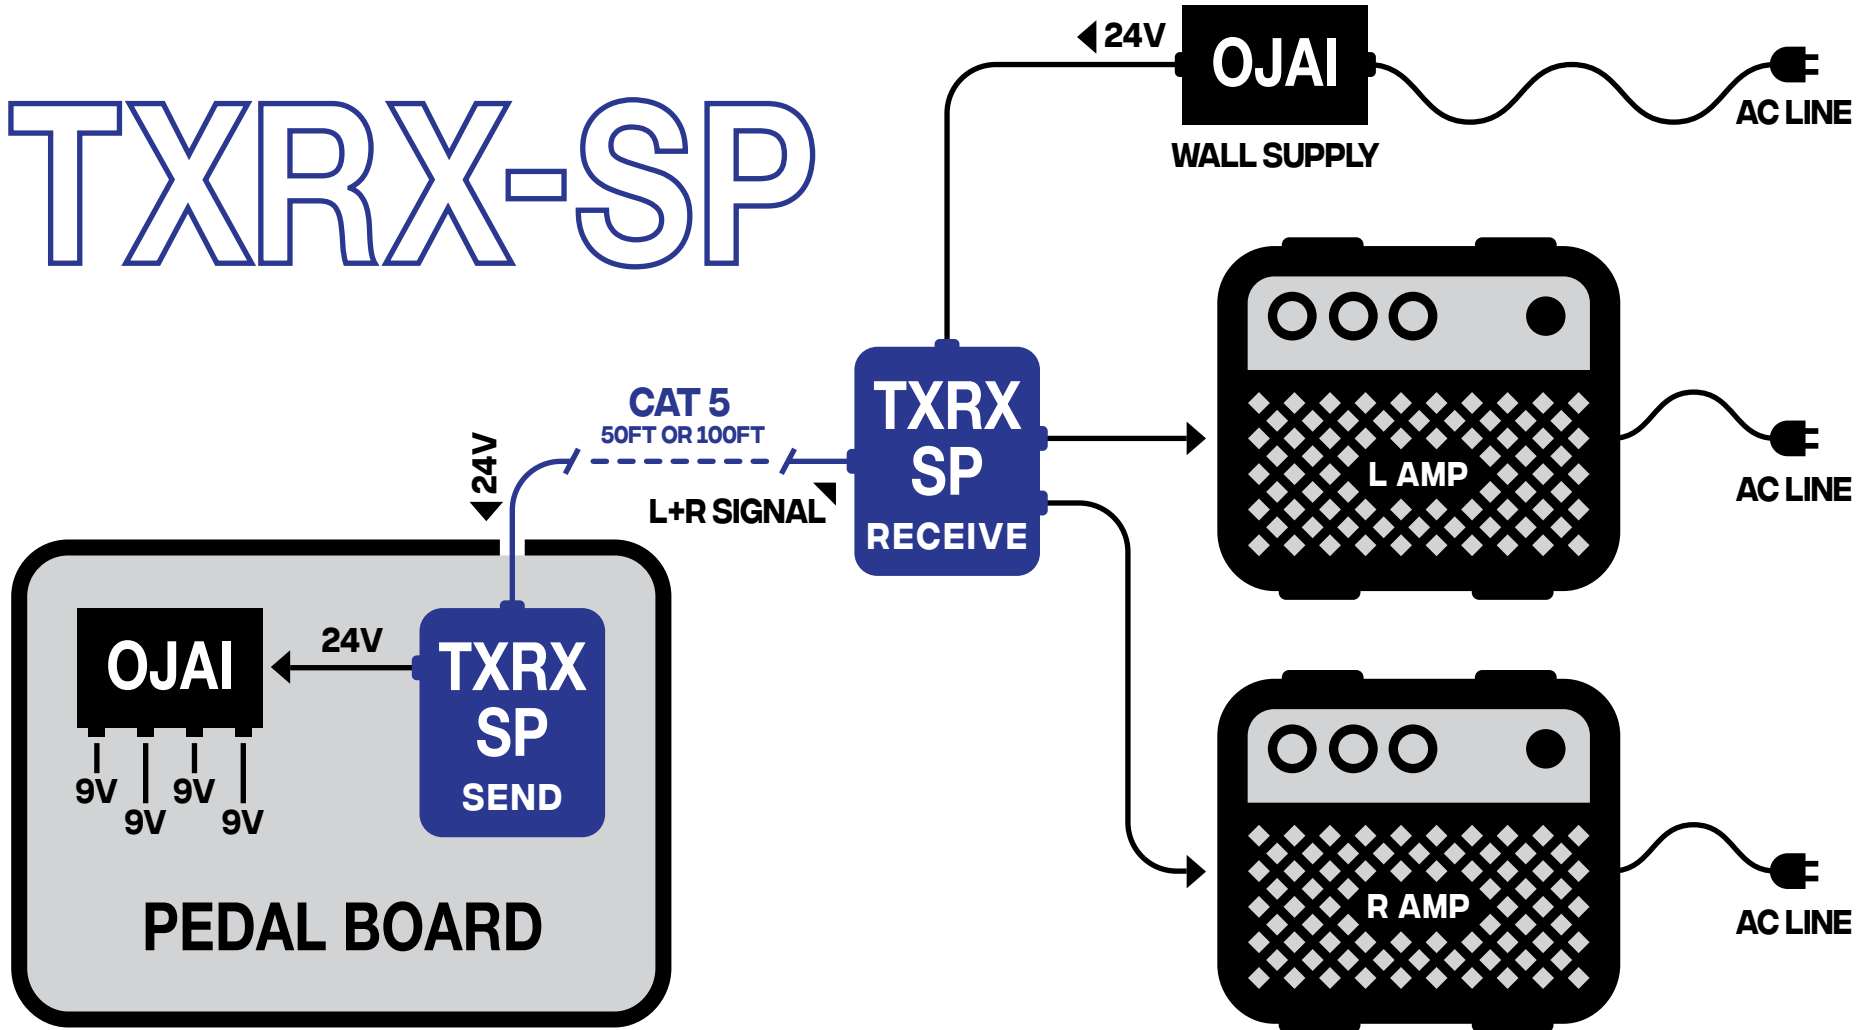 TXRX-SP
24V
OJAI
WALL SUPPLY
AC LINE
CAT 5
50FT OR 100FT
24V
L+R SIGNAL
TXRX
SP
RECEIVE
L AMP
AC LINE
OJAI
24V
TXRX
SP
SEND
9V
9V
9V
9V
PEDAL BOARD
R AMP
AC LINE